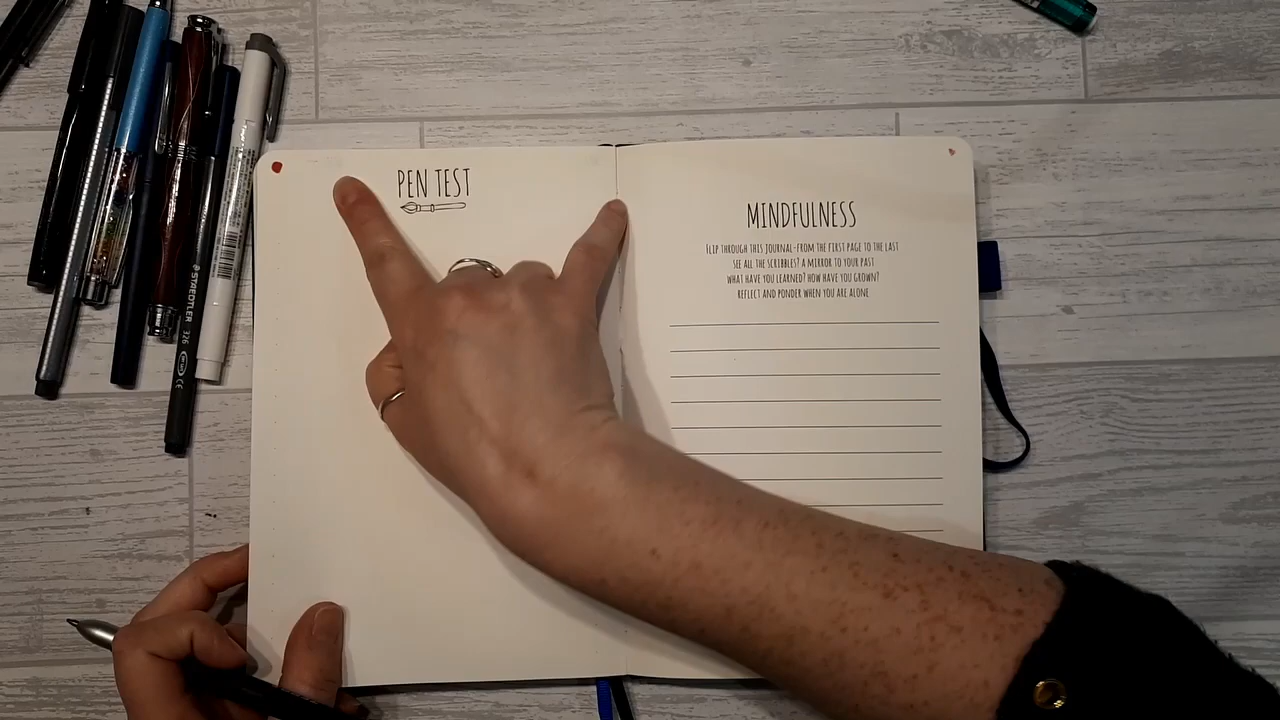 PEN TEST
MINDFULNESS
FLIP THROUGH THIS JOURNAL-FROM THE FIRST PAGE TO THE LAST
SEE ALL THE SCRIBBLES? A MIRROR TO YOUR PAST
WHAT HAVE YOU LEARNED? HOW HAVE YOU GROWN?
REFLECT AND PONDER WHEN YOU ARE ALONE
STAEDTLER 326
CE